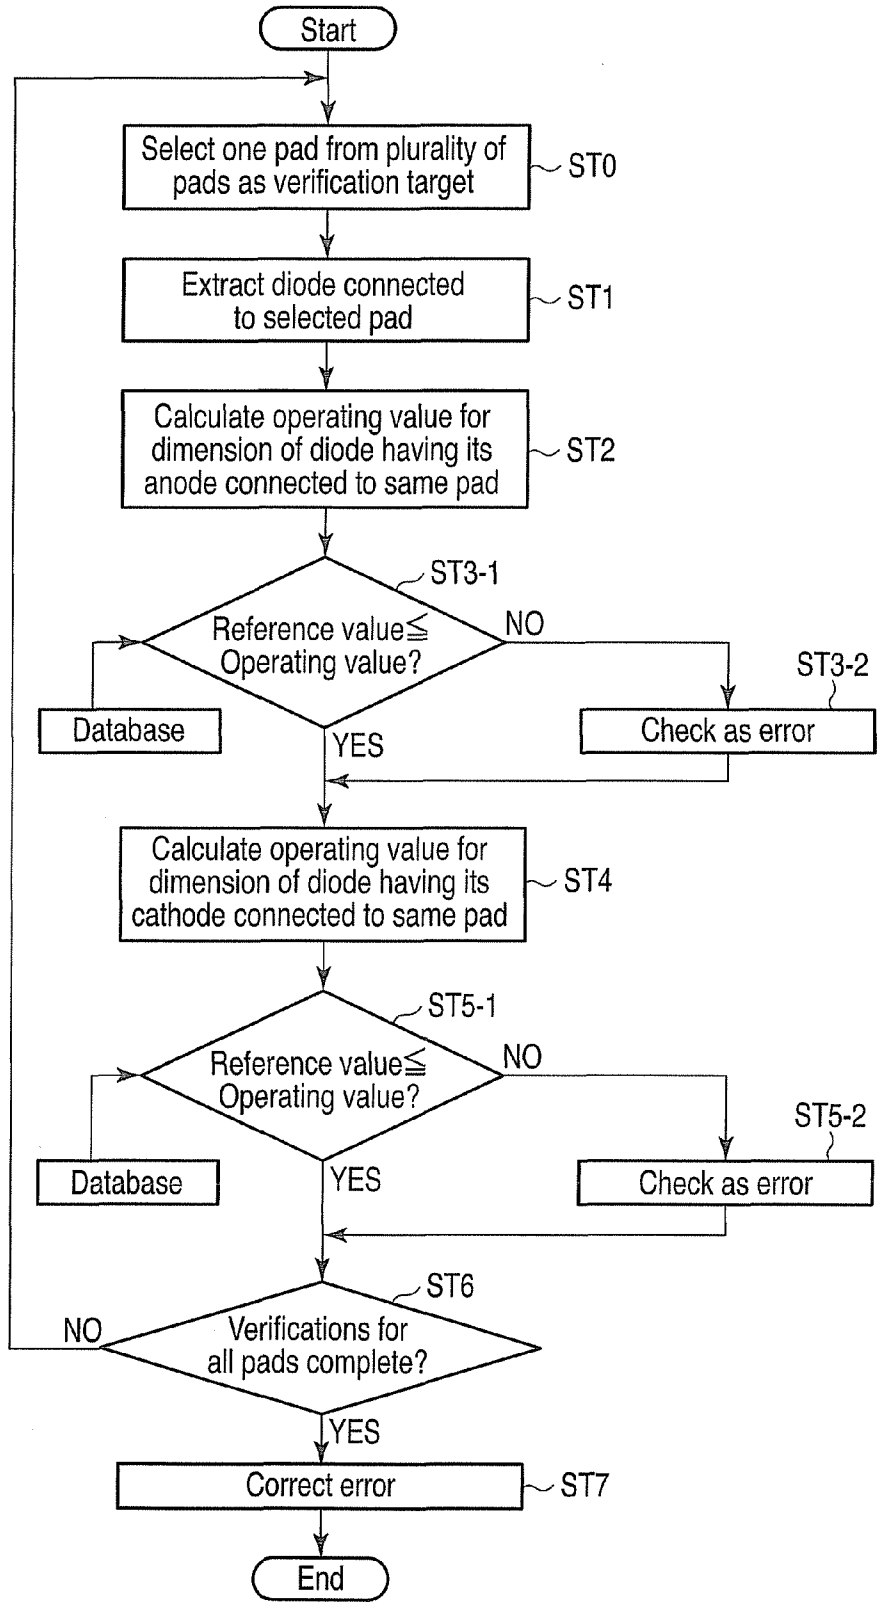 Start
Select one pad from plurality of
pads as verification target
ST0
Extract diode connected
to selected pad
ST1
Calculate operating value for
dimension of diode having its
anode connected to same pad
ST2
ST3-1
Reference value≦
Operating value?
NO
ST3-2
Database
YES
Check as error
Calculate operating value for
dimension of diode having its
cathode connected to same pad
ST4
ST5-1
Reference value≦
Operating value?
NO
ST5-2
Database
YES
Check as error
ST6
NO
Verifications for
all pads complete?
YES
Correct error
ST7
End